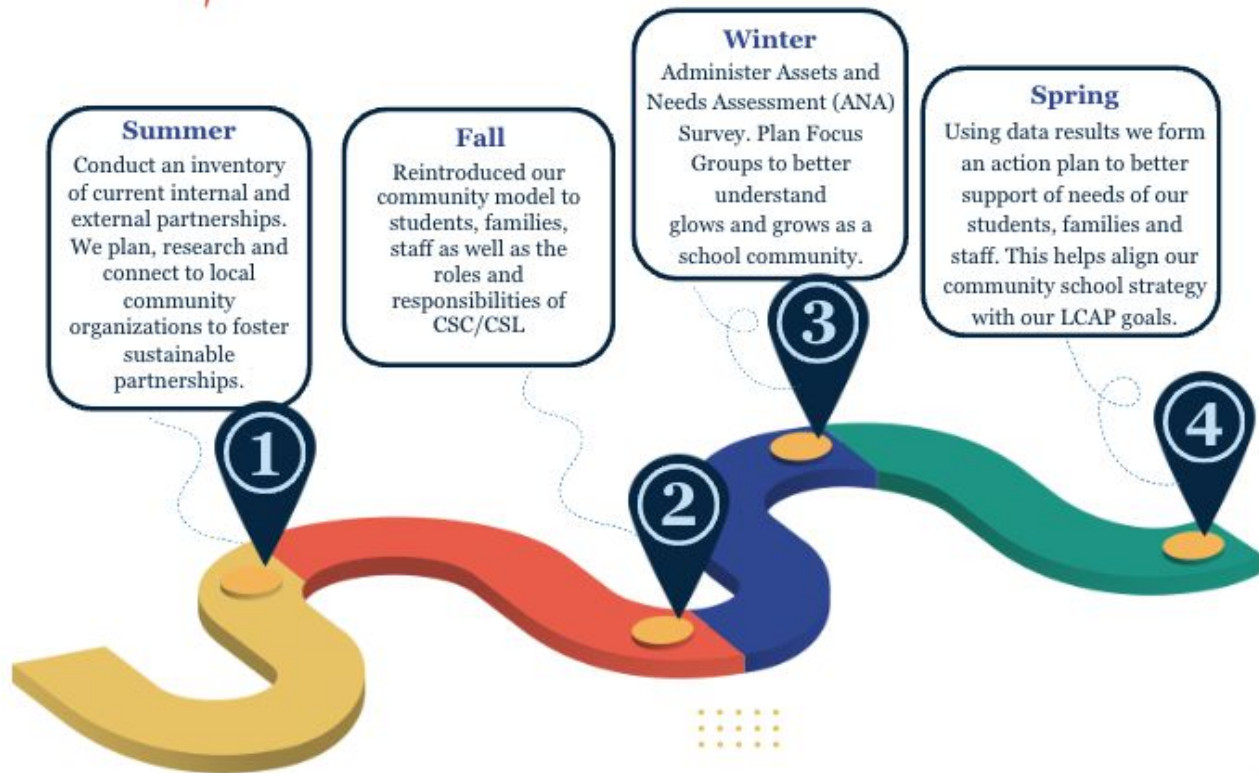 Summer
Conduct an inventory
of current internal and
external partnerships.
We plan, research and
connect to local
community
organizations to foster
sustainable
partnerships.
Fall
Reintroduced our
community model to
students, families,
staff as well as the
roles and
responsibilities of
CSC/CSL
Winter
Administer Assets and
Needs Assessment (ANA)
Survey. Plan Focus
Groups to better
understand
glows and grows as a
school community.
Spring
Using data results we form
an action plan to better
support of needs of our
students, families and
staff. This helps align our
community school strategy
with our LCAP goals.
1
2
3
4